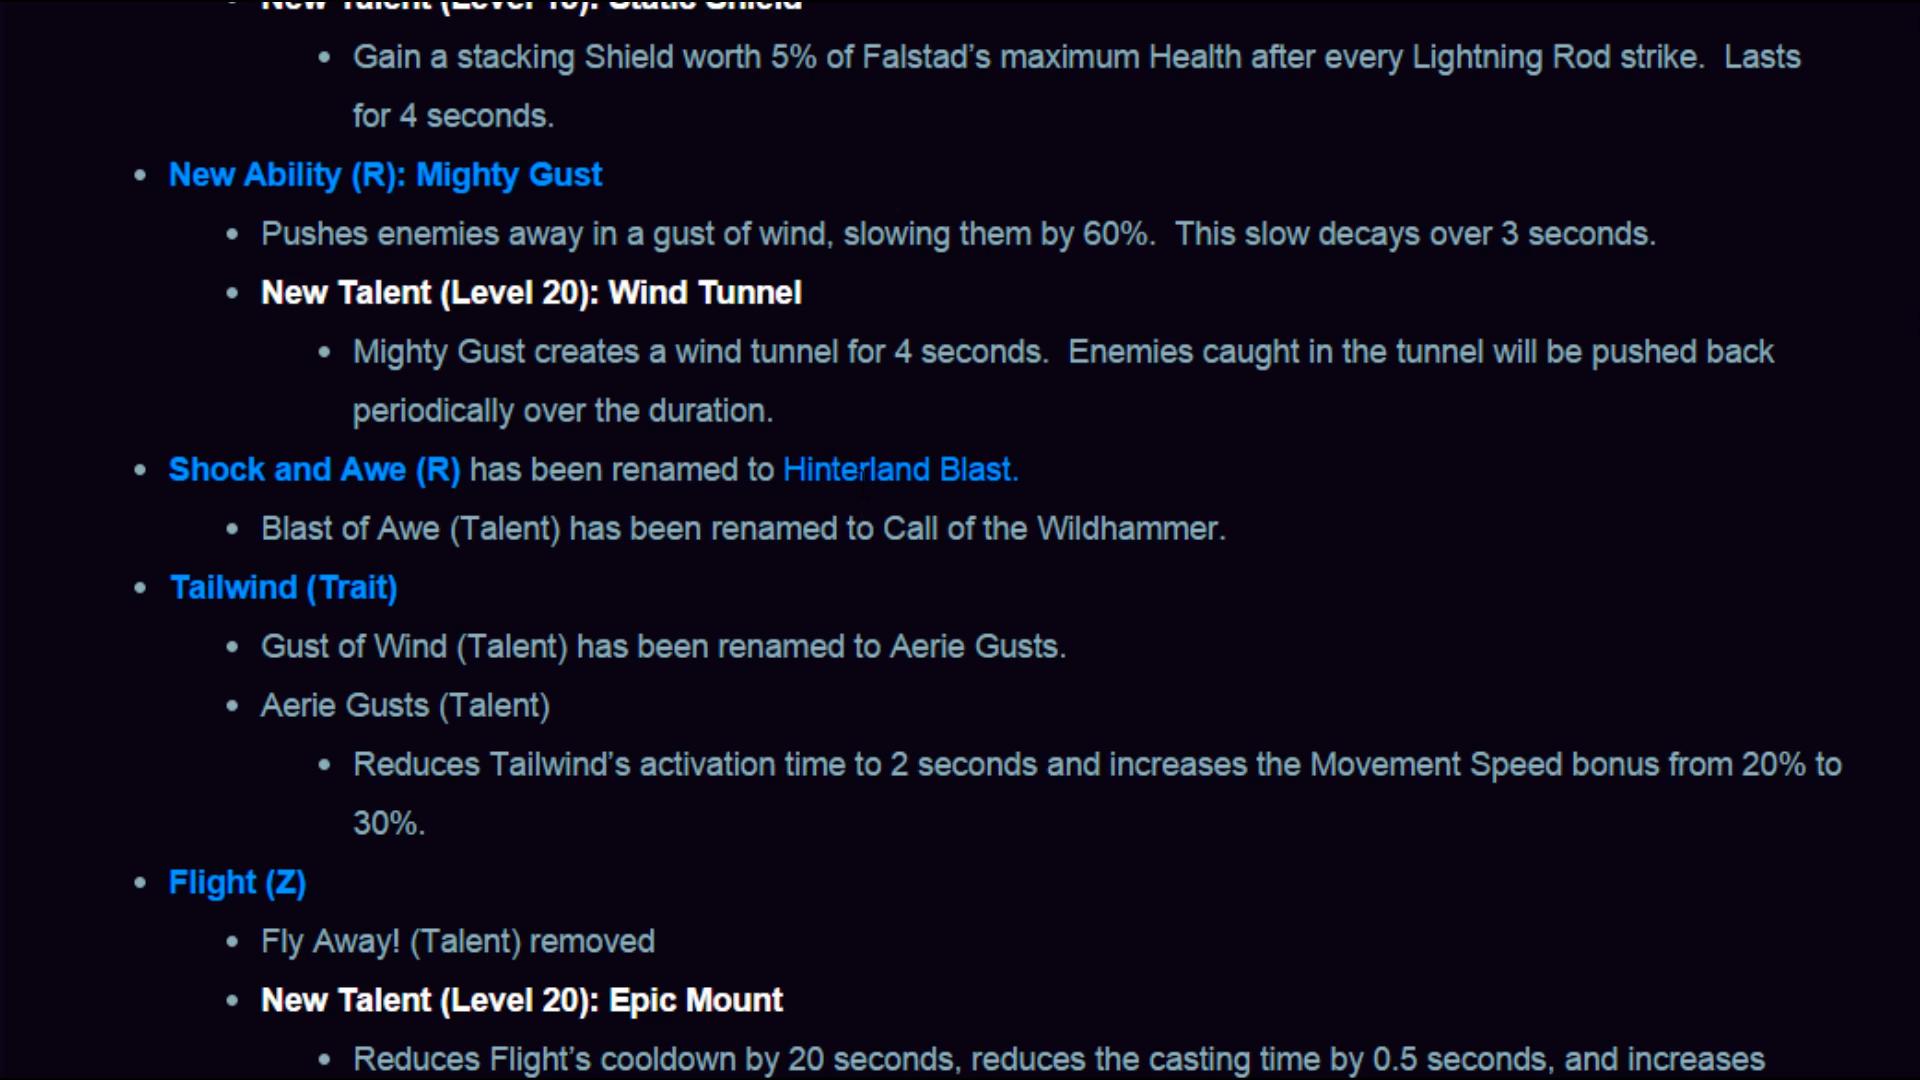 New Talent (Level 16): Static Shield
Gain a stacking Shield worth 5% of Falstad’s maximum Health after every Lightning Rod strike.  Lasts
for 4 seconds.
New Ability (R): Mighty Gust
Pushes enemies away in a gust of wind, slowing them by 60%.  This slow decays over 3 seconds.
New Talent (Level 20): Wind Tunnel
Mighty Gust creates a wind tunnel for 4 seconds.  Enemies caught in the tunnel will be pushed back
periodically over the duration.
Shock and Awe (R) has been renamed to Hinterland Blast.
Blast of Awe (Talent) has been renamed to Call of the Wildhammer.
Tailwind (Trait)
Gust of Wind (Talent) has been renamed to Aerie Gusts.
Aerie Gusts (Talent)
Reduces Tailwind’s activation time to 2 seconds and increases the Movement Speed bonus from 20% to
30%.
Flight (Z)
Fly Away! (Talent) removed
New Talent (Level 20): Epic Mount
Reduces Flight’s cooldown by 20 seconds, reduces the casting time by 0.5 seconds, and increases